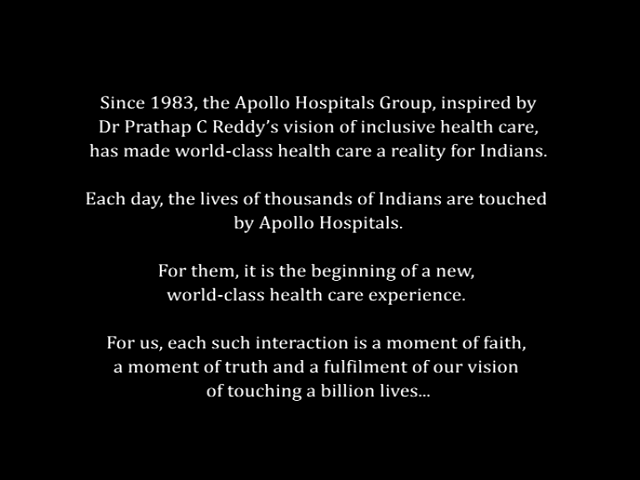 Since 1983, the Apollo Hospitals Group, inspired by
Dr Prathap C Reddy’s vision of inclusive health care,
has made world-class health care a reality for Indians.
Each day, the lives of thousands of Indians are touched
by Apollo Hospitals.
For them, it is the beginning of a new,
world-class health care experience.
For us, each such interaction is a moment of faith,
a moment of truth and a fulfilment of our vision
of touching a billion lives...